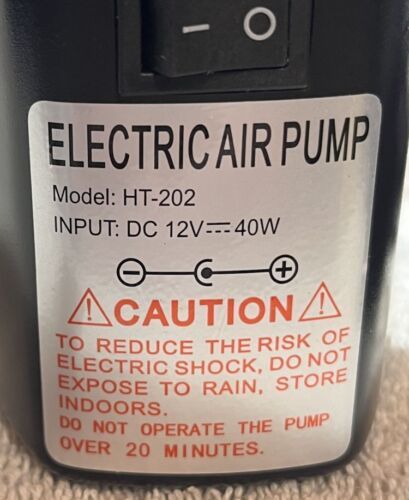 — O
ELECTRIC AIR PUMP
Model: HT-202
INPUT: DC 12V⎓40W
CAUTION
TO REDUCE THE RISK OF
ELECTRIC SHOCK, DO NOT
EXPOSE TO RAIN, STORE
INDOORS.
DO NOT OPERATE THE PUMP
OVER 20 MINUTES.